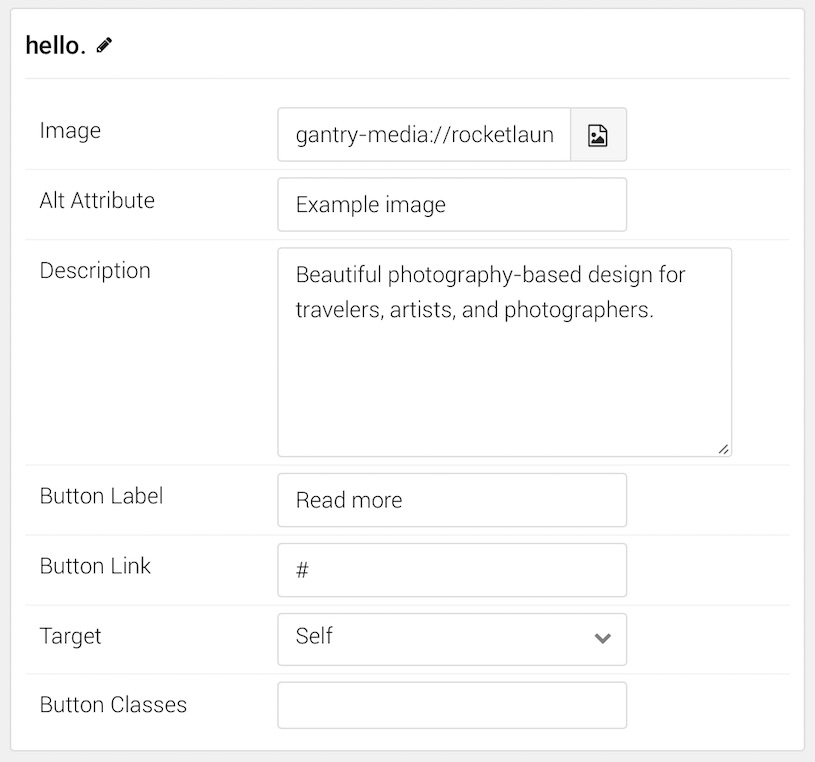 hello.
Image
gantry-media://rocketlaun
Alt Attribute
Example image
Description
Beautiful photography-based design for
travelers, artists, and photographers.
Button Label
Read more
Button Link
#
Target
Self
Button Classes